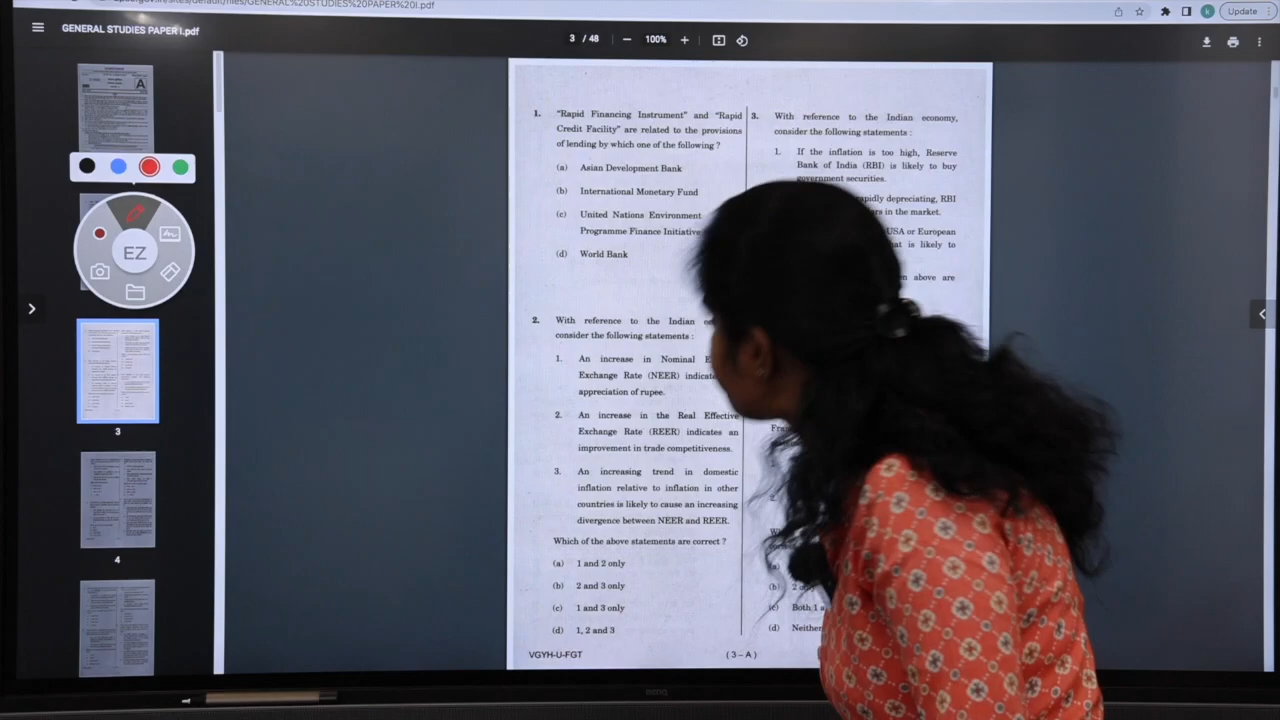 GENERAL%20STUDIES%20PAPER%20I.pdf
Update
GENERAL STUDIES PAPER I.pdf
3 / 48
100%
EZ
3
4
1. "Rapid Financing Instrument" and "Rapid
Credit Facility" are related to the provisions
of lending by which one of the following ?
(a) Asian Development Bank
(b) International Monetary Fund
(c) United Nations Environment
Programme Finance Initiative
(d) World Bank
2. With reference to the Indian
consider the following statements :
1. An increase in Nominal
Exchange Rate (NEER)
appreciation of rupee.
2. An increase in the Real Effective
Exchange Rate (REER) indicates an
improvement in trade competitiveness.
3. An increasing trend in domestic
inflation relative to inflation in other
countries is likely to cause an increasing
divergence between NEER and REER.
Which of the above statements are correct ?
(a) 1 and 2 only
(b) 2 and 3 only
(c) 1 and 3 only
(d) 1, 2 and 3
VGYH-U-FGT
( 3 – A )
3. With reference to the Indian economy,
consider the following statements :
1. If the inflation is too high, Reserve
Bank of India (RBI) is likely to buy
government securities.
depreciating, RBI
in the market.
USA or European
is likely to
above are
(a)
(b) 2
(c) Both 1
(d) Neither
BenQ